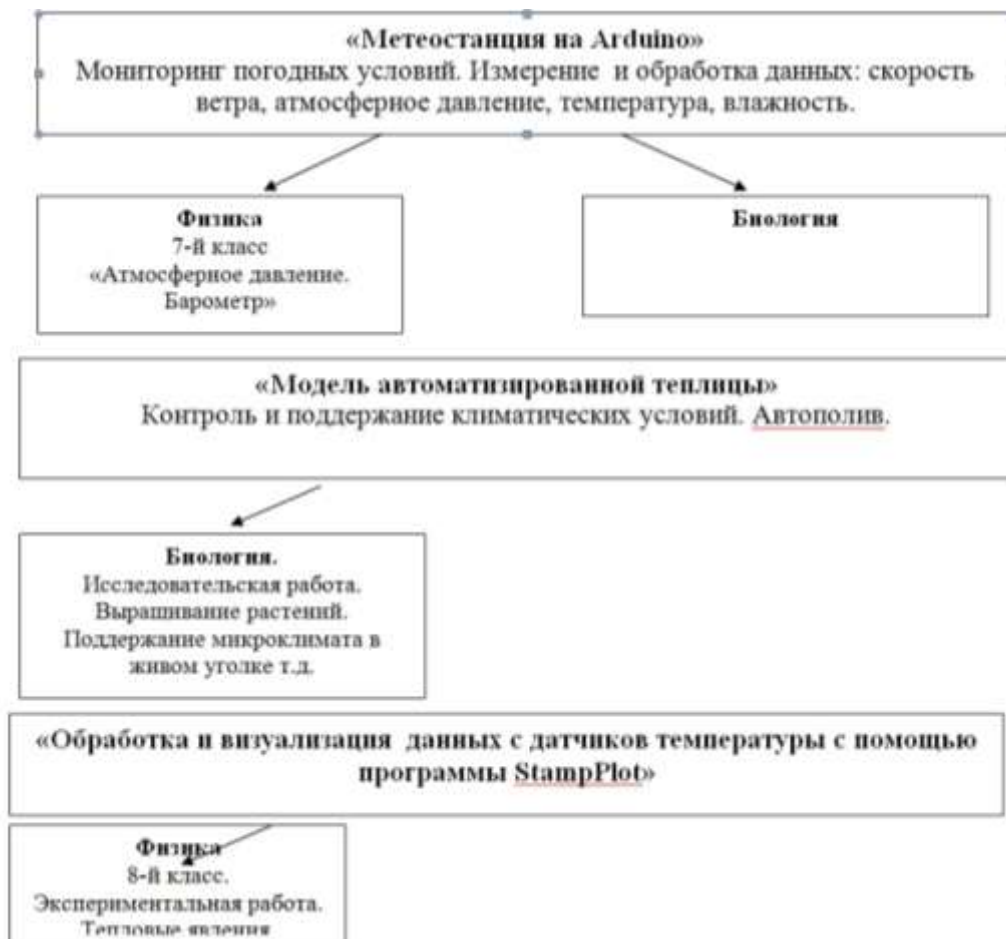 «Метеостанция на Arduino»
Мониторинг погодных условий. Измерение и обработка данных: скорость
ветра, атмосферное давление, температура, влажность.
Физика
7-й класс
«Атмосферное давление.
Барометр»
Биология
«Модель автоматизированной теплицы»
Контроль и поддержание климатических условий. Автополив.
Биология.
Исследовательская работа.
Выращивание растений.
Поддержание микроклимата в
живом уголке т.д.
«Обработка и визуализация данных с датчиков температуры с помощью
программы StampPlot»
Физика
8-й класс.
Экспериментальная работа.
Тепловые явления